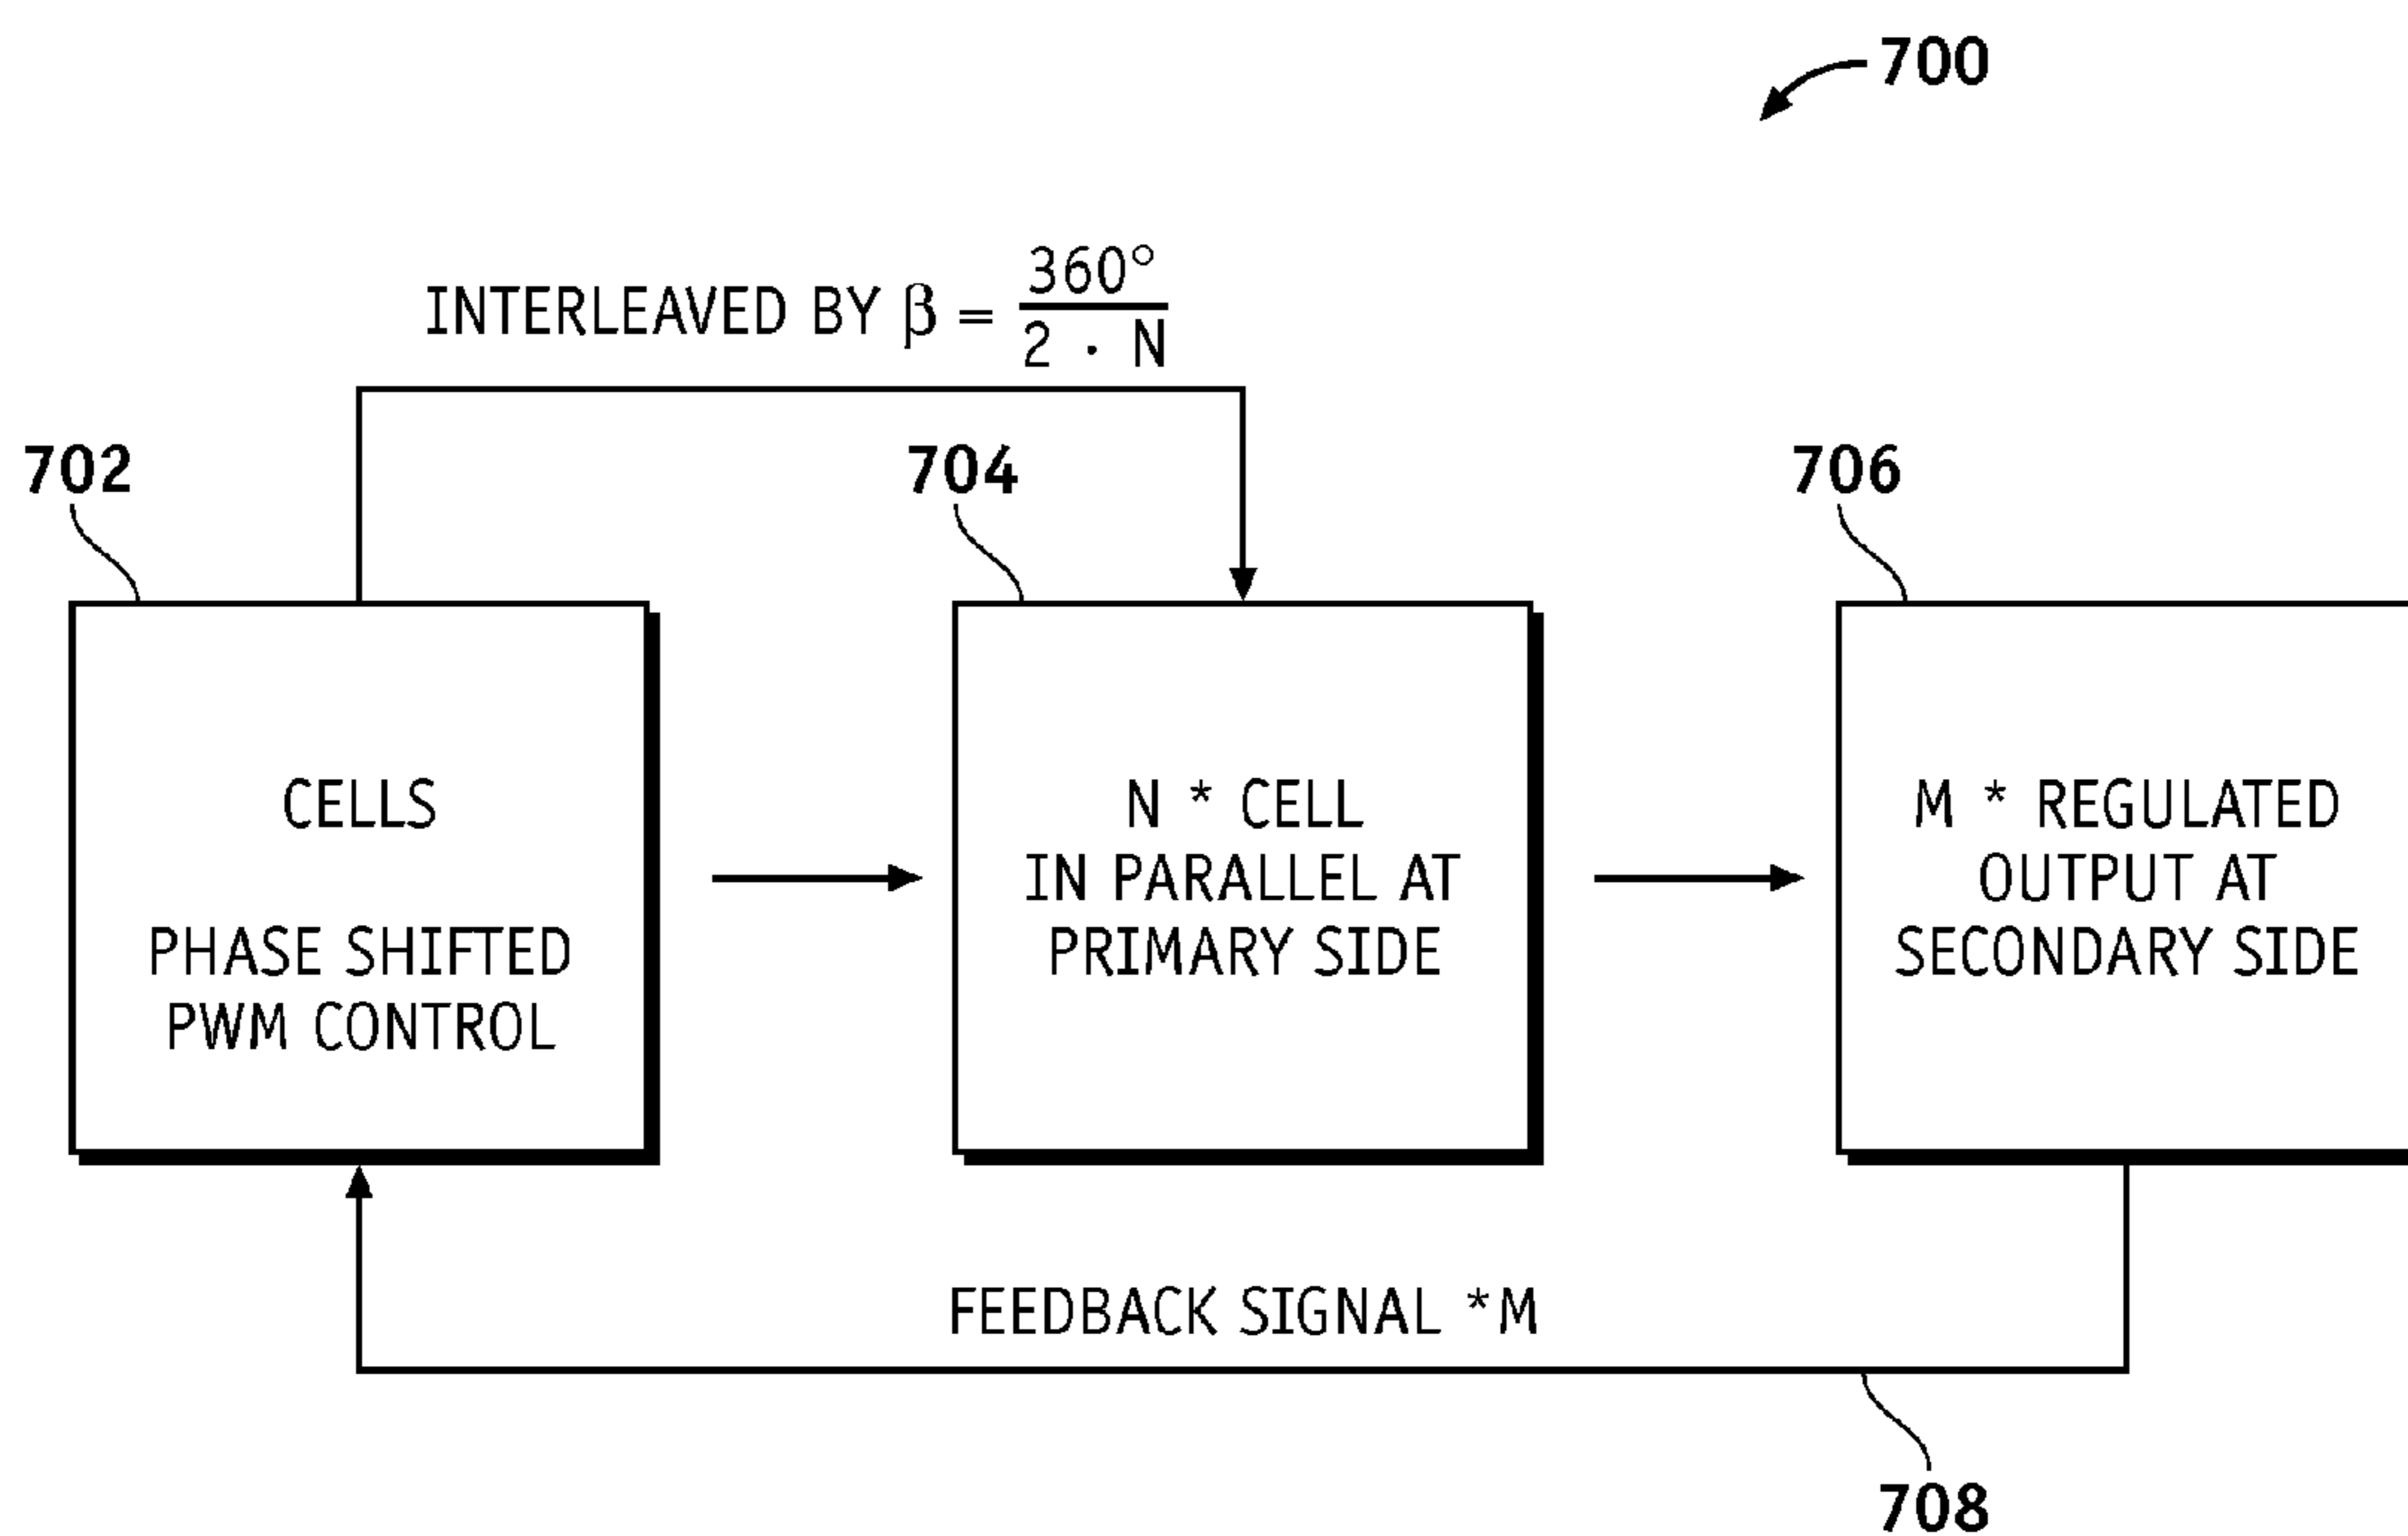 700
INTERLEAVED BY β = 360° / 2 · N
702
704
706
CELLS
PHASE SHIFTED
PWM CONTROL
N * CELL
IN PARALLEL AT
PRIMARY SIDE
M * REGULATED
OUTPUT AT
SECONDARY SIDE
FEEDBACK SIGNAL *M
708